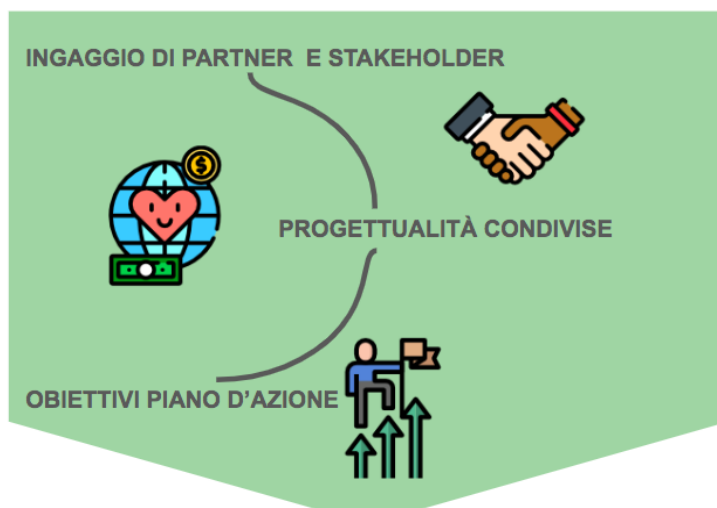 INGAGGIO DI PARTNER E STAKEHOLDER
$
PROGETTUALITÀ CONDIVISE
OBIETTIVI PIANO D'AZIONE